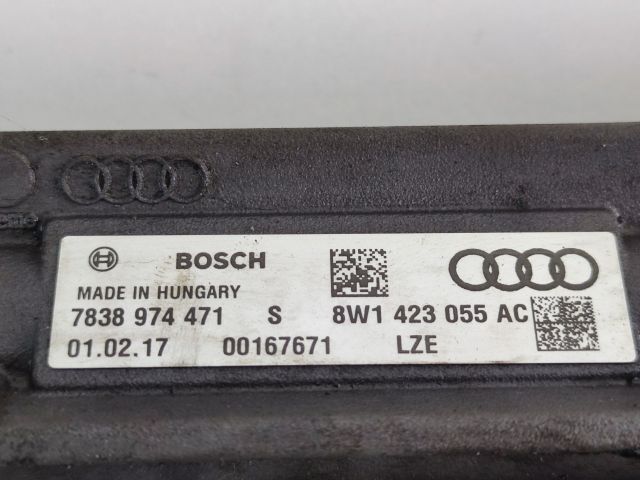 BOSCH
MADE IN HUNGARY
7838 974 471 S 8W1 423 055 AC
01.02.17 00167671 LZE